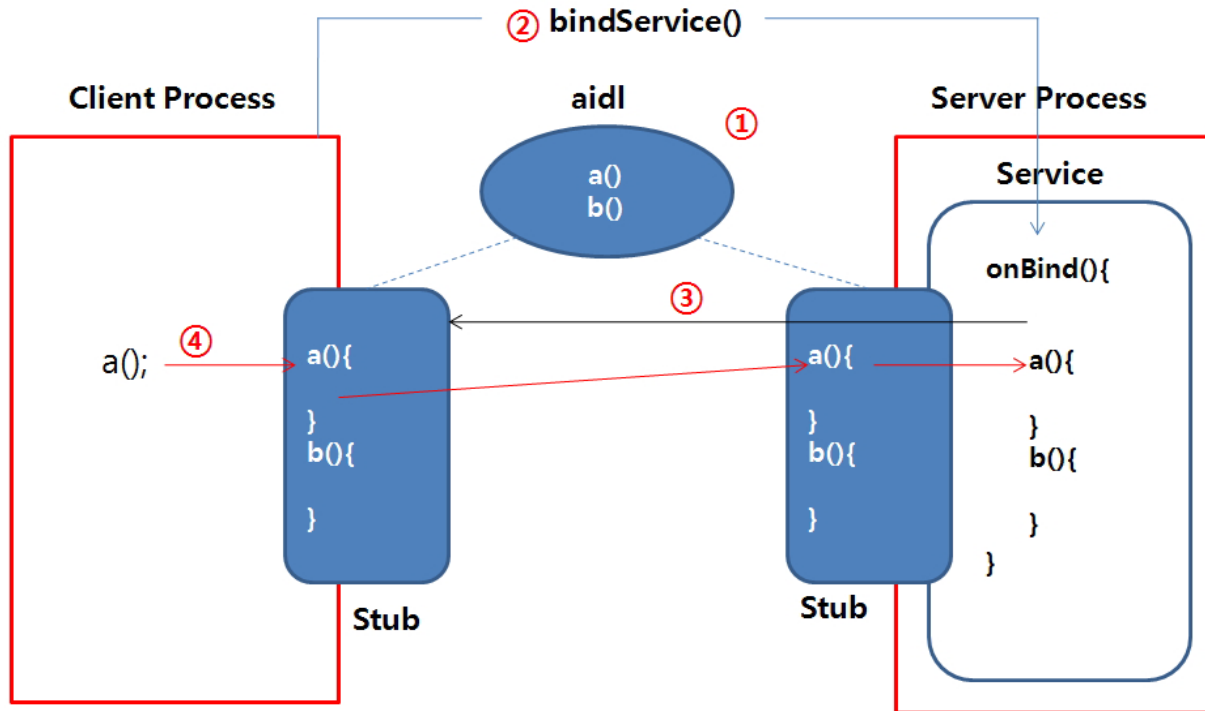 ② bindService()
Client Process
aidl
①
Server Process
a()
b()
Service
onBind(){
③
a();
④
a(){
}
b(){
}
Stub
a(){
}
b(){
}
Stub
a(){
}
b(){
}
}